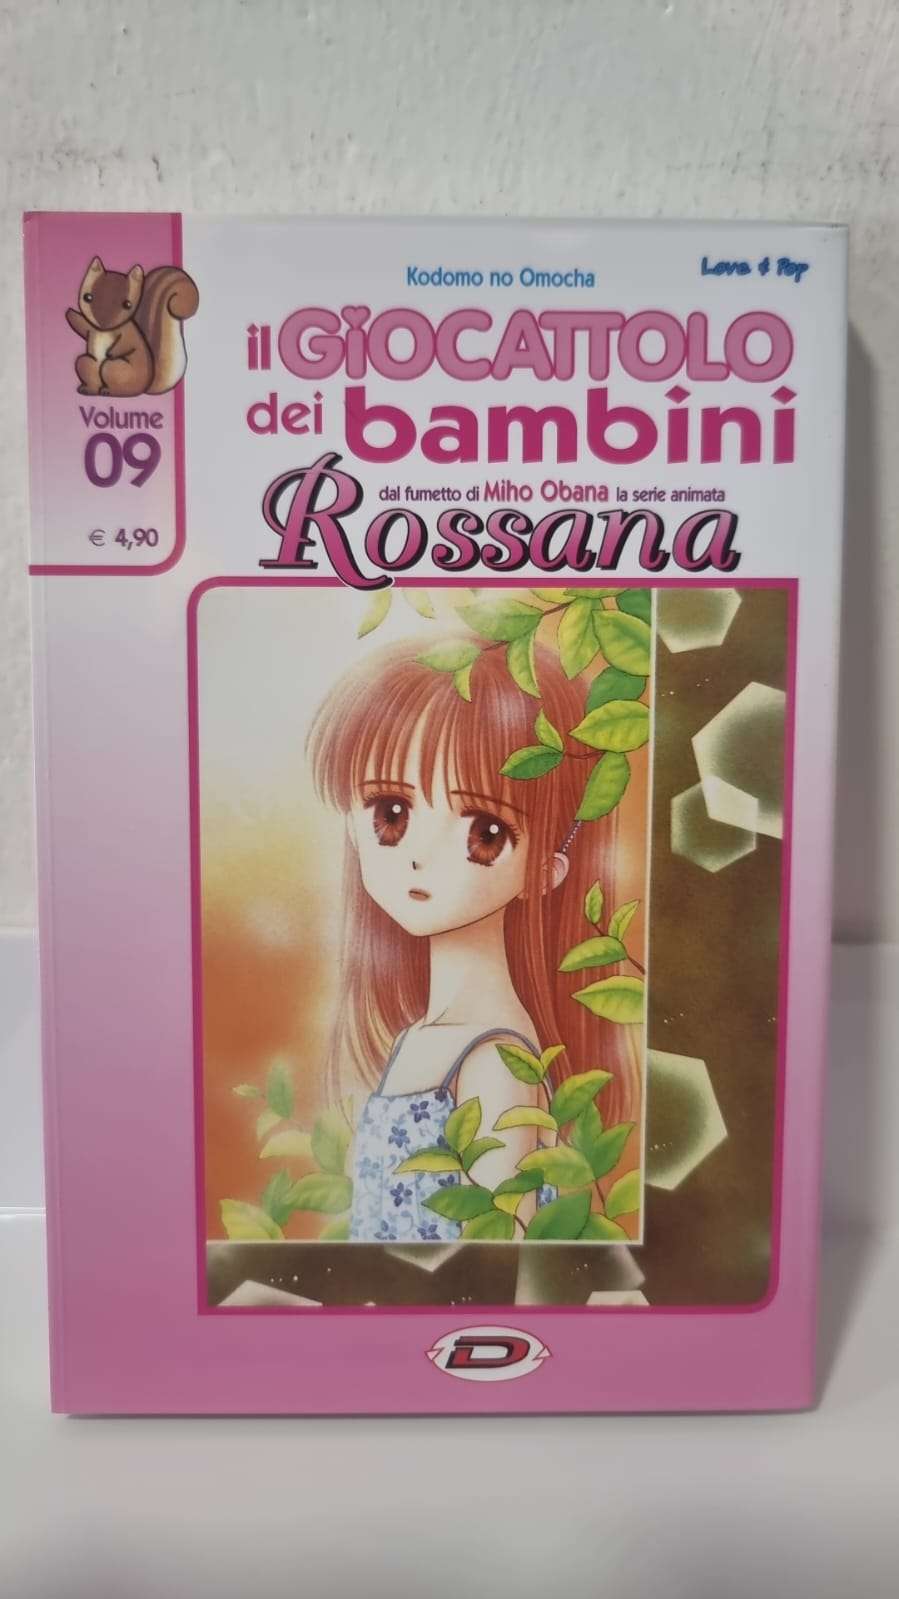 Kodomo no Omocha
Love & Pop
il GiOCATTOLO
dei bambini
Volume
09
dal fumetto di Miho Obana la serie animata
Rossana
€ 4,90
D